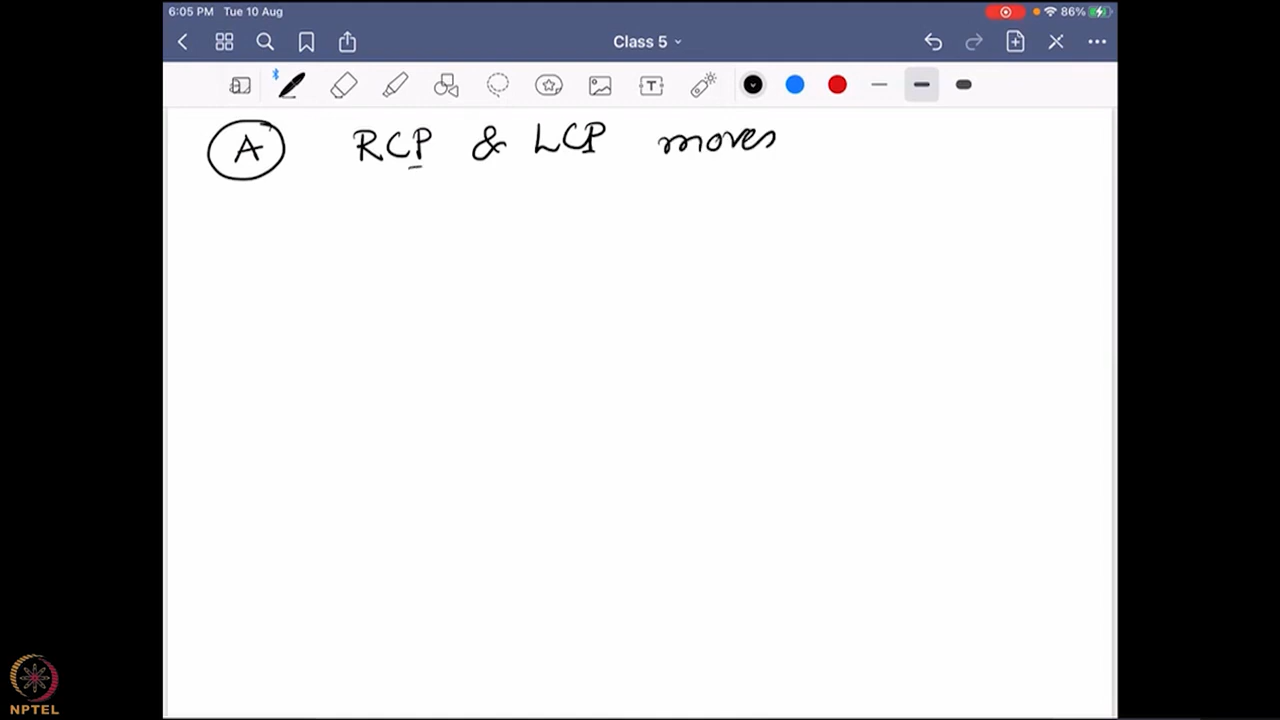 6:05 PM Tue 10 Aug 86%
Class 5
T
A RCP & LCP moves
NPTEL